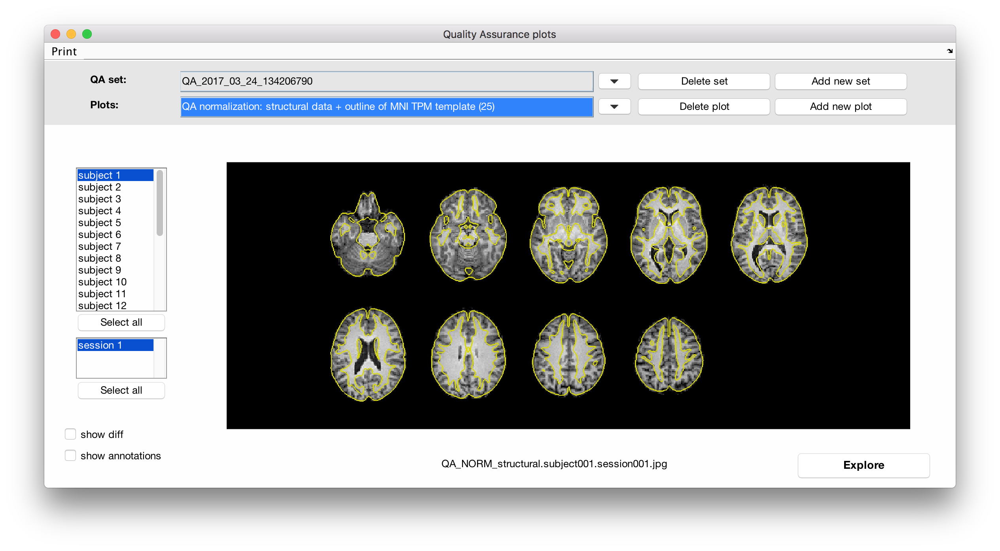 Quality Assurance plots
Print
QA set:
QA_2017_03_24_134206790
Delete set
Add new set
Plots:
QA normalization: structural data + outline of MNI TPM template (25)
Delete plot
Add new plot
subject 1
subject 2
subject 3
subject 4
subject 5
subject 6
subject 7
subject 8
subject 9
subject 10
subject 11
subject 12
Select all
session 1
Select all
show diff
show annotations
QA_NORM_structural.subject001.session001.jpg
Explore